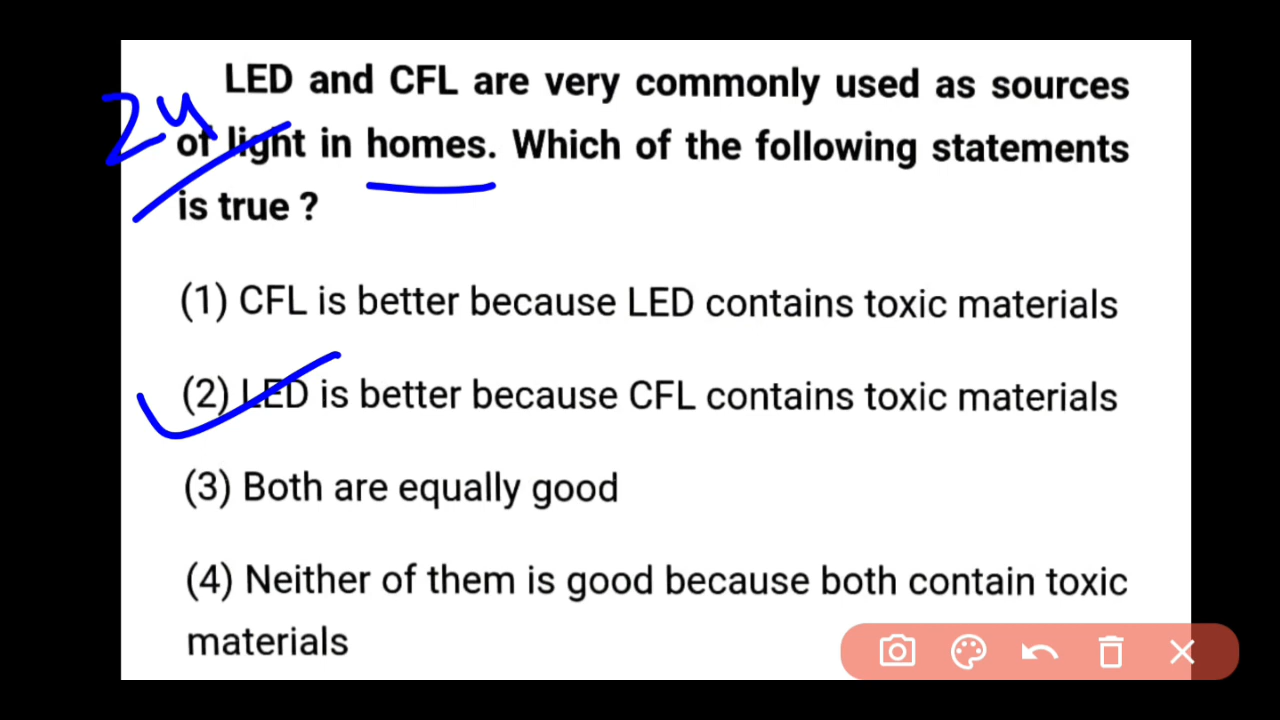 LED and CFL are very commonly used as sources
24
of light in homes. Which of the following statements
is true ?
(1) CFL is better because LED contains toxic materials
(2) LED is better because CFL contains toxic materials
(3) Both are equally good
(4) Neither of them is good because both contain toxic
materials